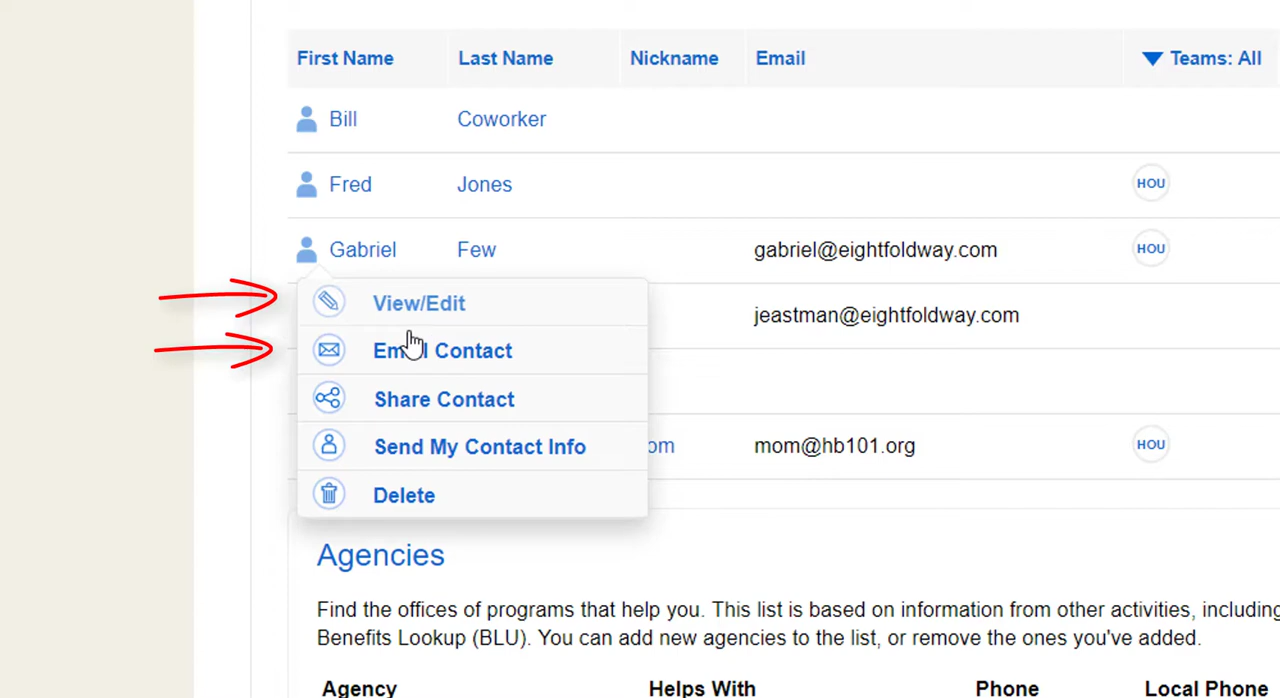 First Name Last Name Nickname Email Teams: All
Bill Coworker
Fred Jones HOU
Gabriel Few gabriel@eightfoldway.com HOU
View/Edit
jeastman@eightfoldway.com
Email Contact
Share Contact
Send My Contact Info
om mom@hb101.org HOU
Delete
Agencies
Find the offices of programs that help you. This list is based on information from other activities, including
Benefits Lookup (BLU). You can add new agencies to the list, or remove the ones you've added.
Agency Helps With Phone Local Phone